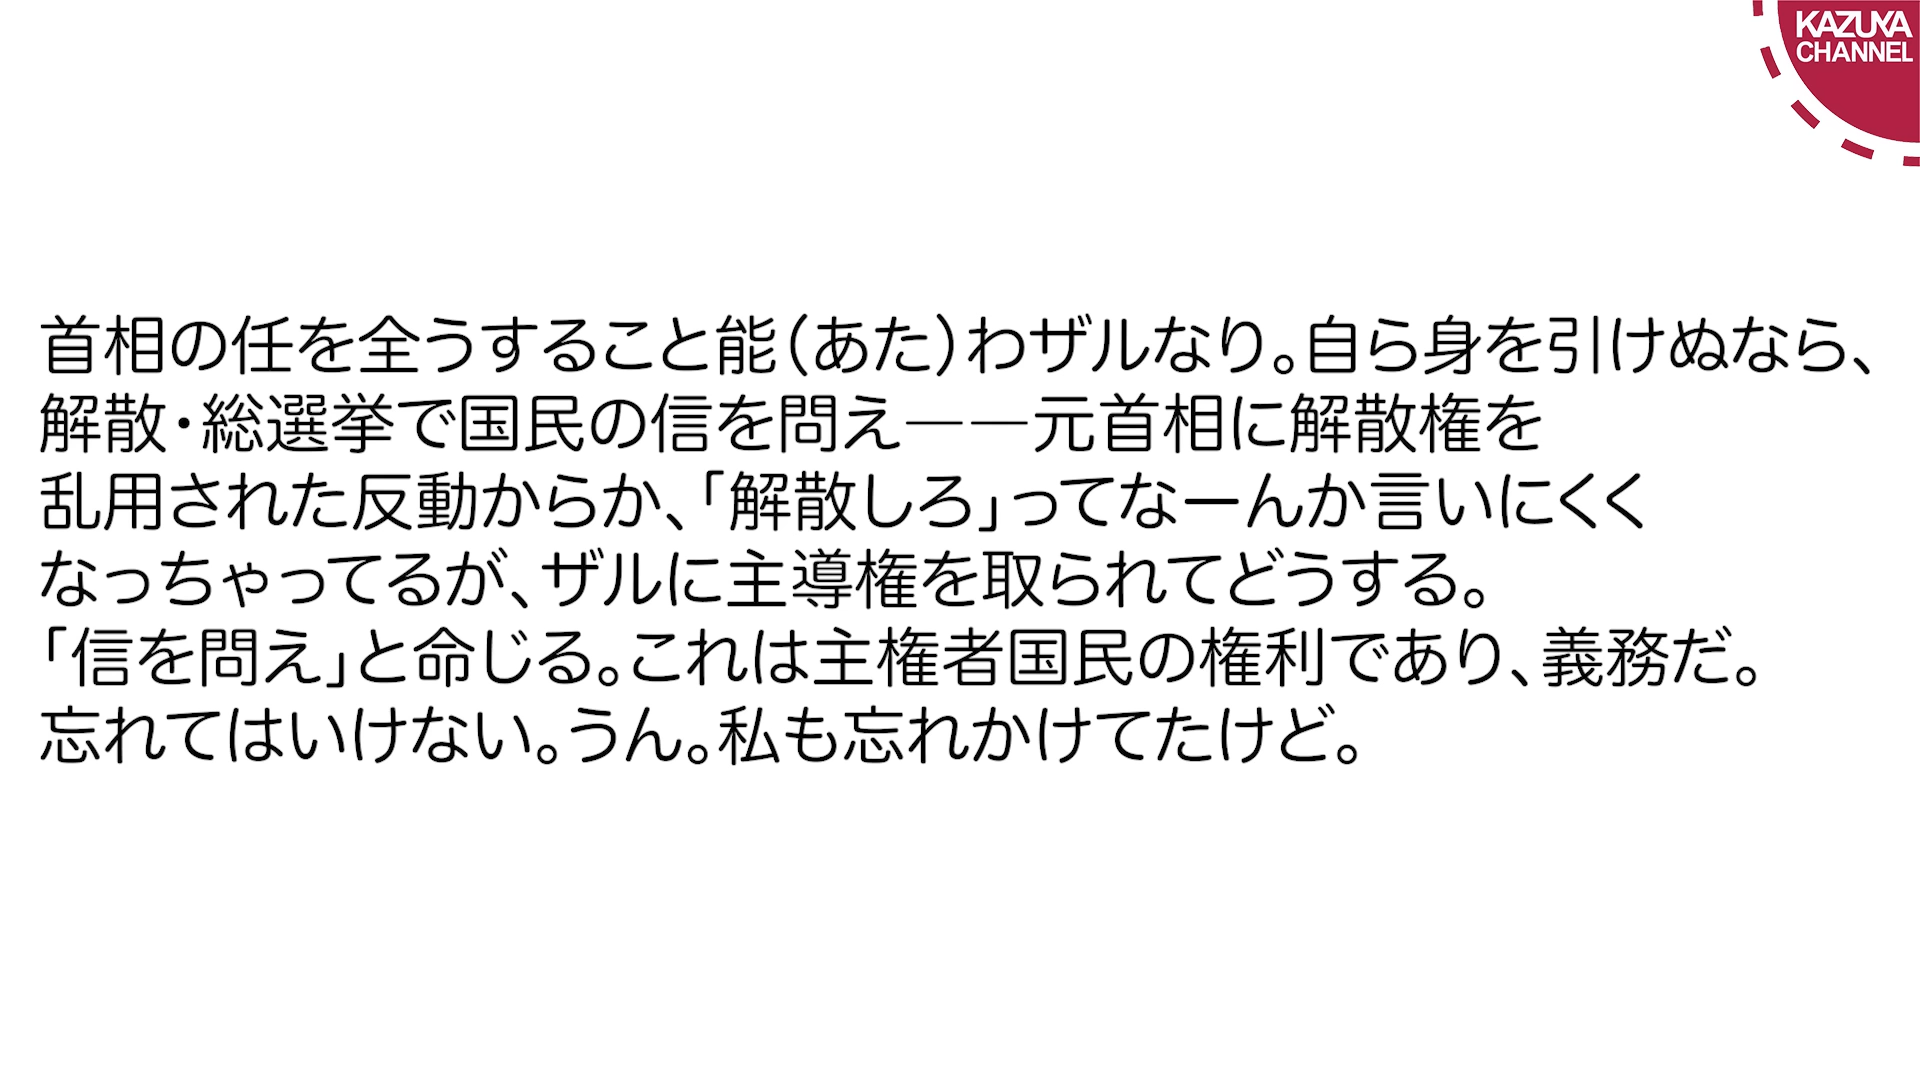 KAZUYA
CHANNEL
首相の任を全うすること能（あた）わザルなり。自ら身を引けぬなら、
解散・総選挙で国民の信を問え――元首相に解散権を
乱用された反動からか、「解散しろ」ってなーんか言いにくく
なっちゃってるが、ザルに主導権を取られてどうする。
「信を問え」と命じる。これは主権者国民の権利であり、義務だ。
忘れてはいけない。うん。私も忘れかけてたけど。